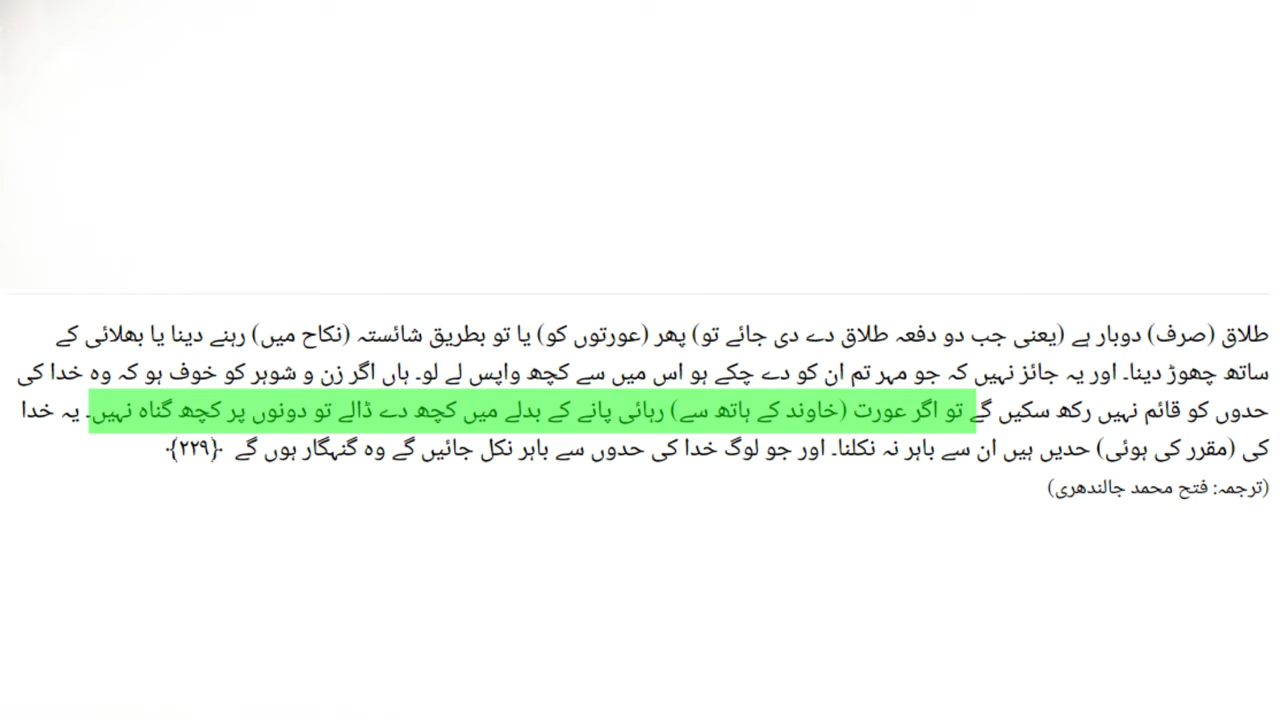 طلاق (صرف) دوبار ہے (یعنی جب دو دفعہ طلاق دے دی جائے تو) پھر (عورتوں کو) یا تو بطریق شائستہ (نکاح میں) رہنے دینا یا بھلائی کے
ساتھ چھوڑ دینا۔ اور یہ جائز نہیں کہ جو مہر تم ان کو دے چکے ہو اس میں سے کچھ واپس لے لو۔ ہاں اگر زن و شوہر کو خوف ہو کہ وہ خدا کی
حدوں کو قائم نہیں رکھ سکیں گے تو اگر عورت (خاوند کے ہاتھ سے) رہائی پانے کے بدلے میں کچھ دے ڈالے تو دونوں پر کچھ گناہ نہیں۔ یہ خدا
کی (مقرر کی ہوئی) حدیں ہیں ان سے باہر نہ نکلنا۔ اور جو لوگ خدا کی حدوں سے باہر نکل جائیں گے وہ گنہگار ہوں گے ‎﴿٢٢٩﴾‏
(ترجمہ: فتح محمد جالندھری)